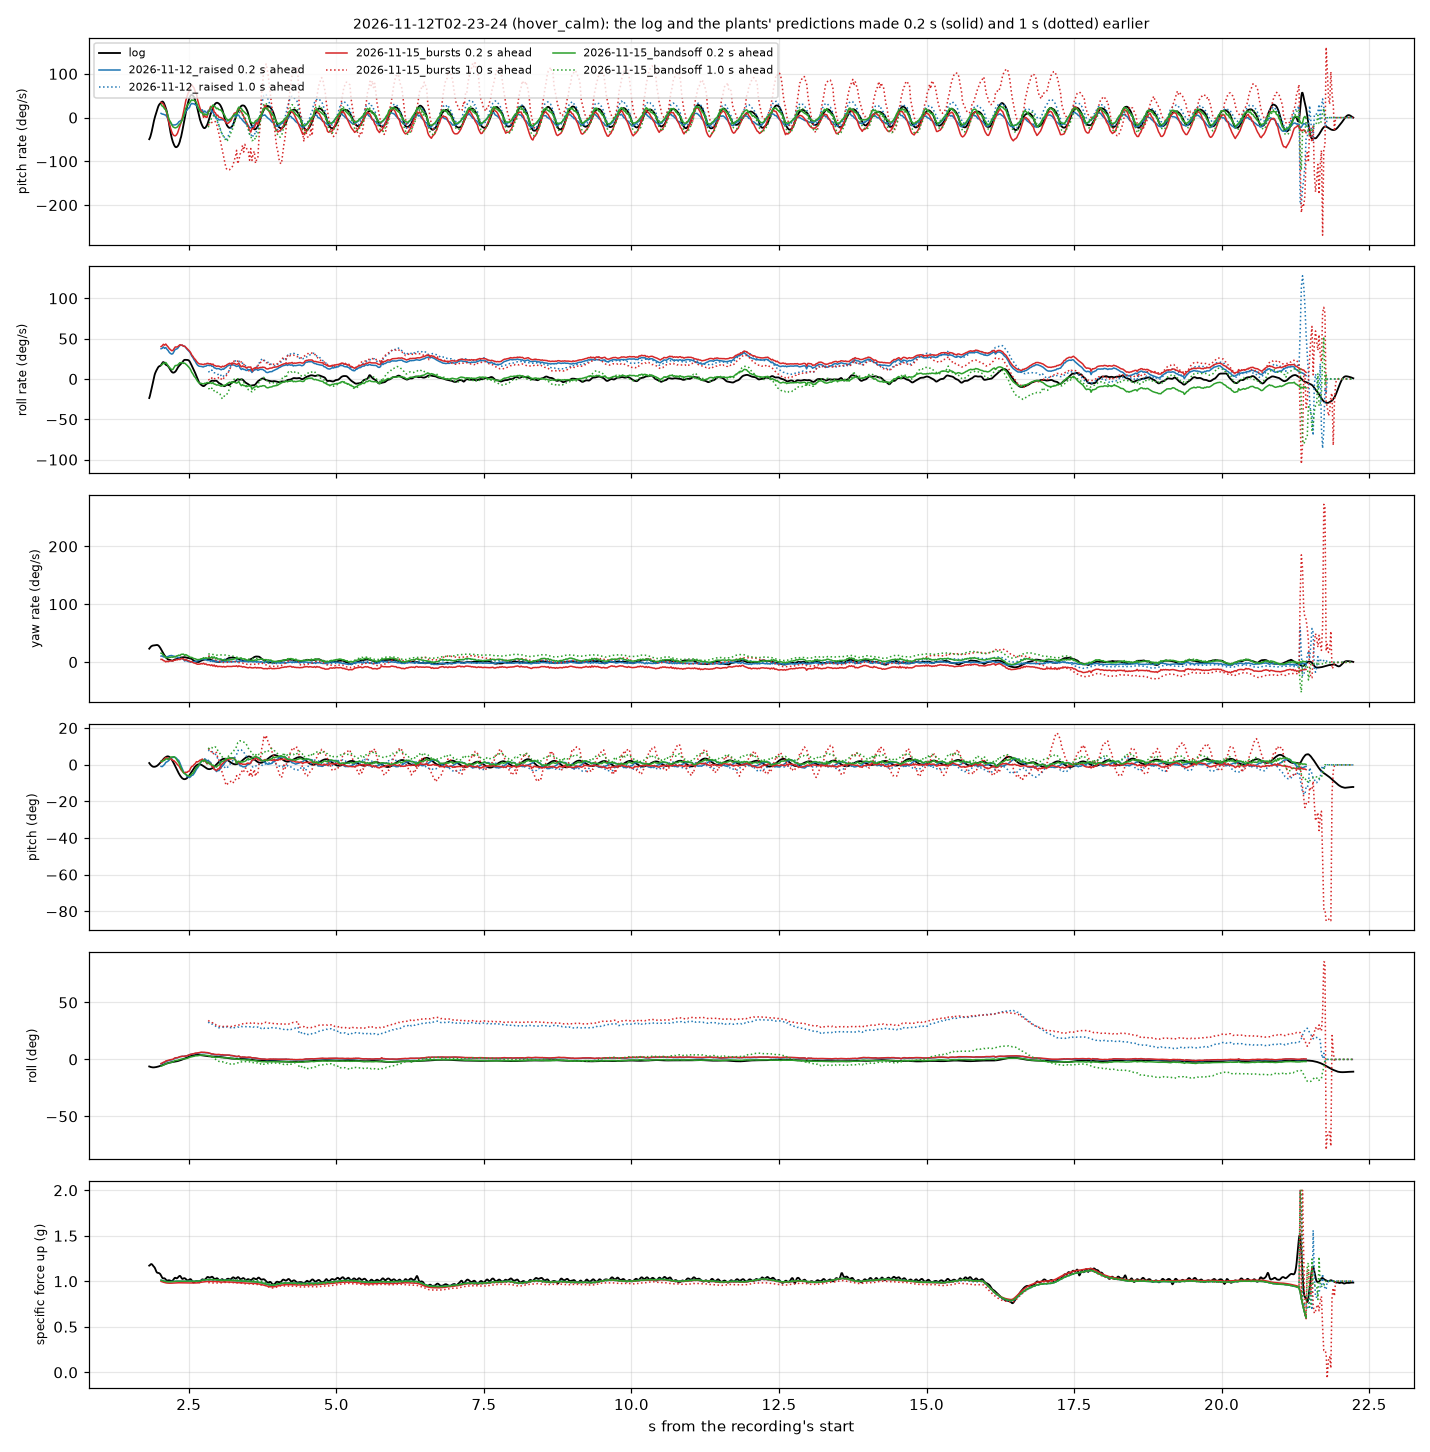 2026-11-12T02-23-24 (hover_calm): the log and the plants' predictions made 0.2 s (solid) and 1 s (dotted) earlier
log
2026-11-12_raised 0.2 s ahead
2026-11-12_raised 1.0 s ahead
2026-11-15_bursts 0.2 s ahead
2026-11-15_bursts 1.0 s ahead
2026-11-15_bandsoff 0.2 s ahead
2026-11-15_bandsoff 1.0 s ahead
pitch rate (deg/s)
100
0
−100
−200
roll rate (deg/s)
100
50
0
−50
−100
yaw rate (deg/s)
200
100
0
pitch (deg)
20
0
−20
−40
−60
−80
roll (deg)
50
0
−50
specific force up (g)
2.0
1.5
1.0
0.5
0.0
2.5 5.0 7.5 10.0 12.5 15.0 17.5 20.0 22.5
s from the recording's start